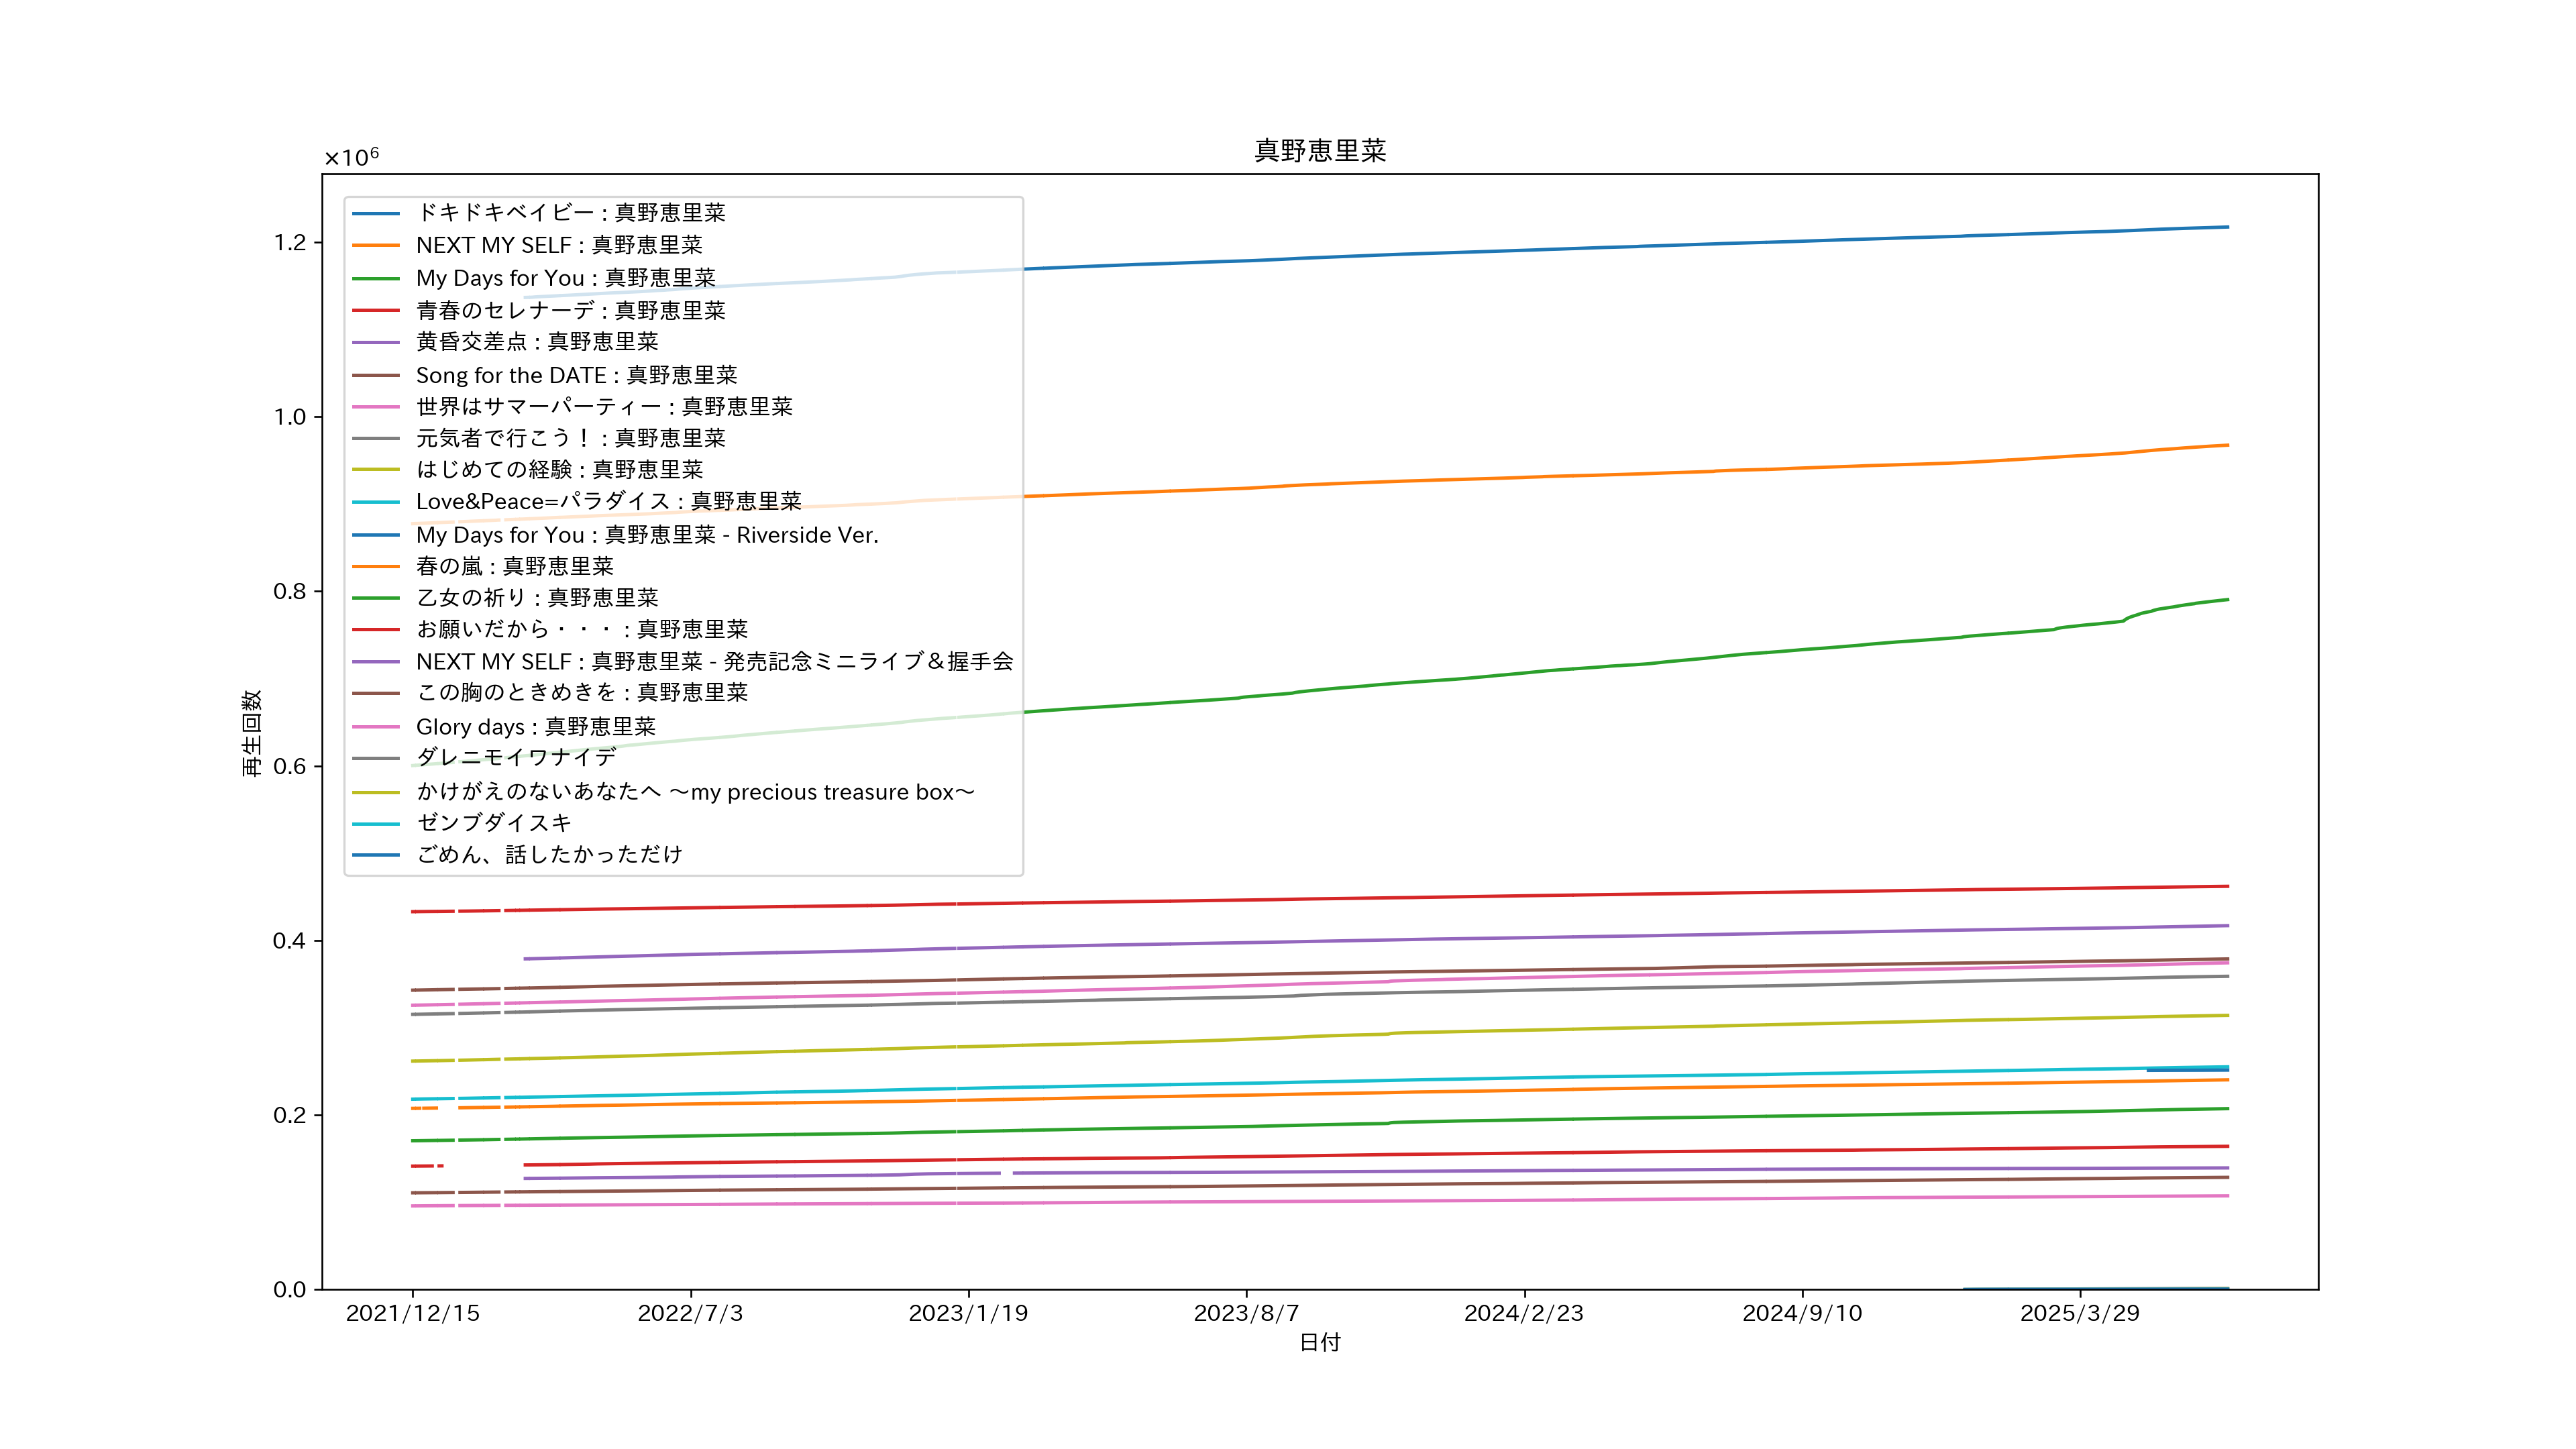 真野恵里菜
×10⁶
1.2
1.0
0.8
0.6
0.4
0.2
0.0
再生回数
ドキドキベイビー : 真野恵里菜
NEXT MY SELF : 真野恵里菜
My Days for You : 真野恵里菜
青春のセレナーデ : 真野恵里菜
黄昏交差点 : 真野恵里菜
Song for the DATE : 真野恵里菜
世界はサマーパーティー : 真野恵里菜
元気者で行こう！ : 真野恵里菜
はじめての経験 : 真野恵里菜
Love&Peace=パラダイス : 真野恵里菜
My Days for You : 真野恵里菜 - Riverside Ver.
春の嵐 : 真野恵里菜
乙女の祈り : 真野恵里菜
お願いだから・・・ : 真野恵里菜
NEXT MY SELF : 真野恵里菜 - 発売記念ミニライブ＆握手会
この胸のときめきを : 真野恵里菜
Glory days : 真野恵里菜
ダレニモイワナイデ
かけがえのないあなたへ 〜my precious treasure box〜
ゼンブダイスキ
ごめん、話したかっただけ
2021/12/15
2022/7/3
2023/1/19
2023/8/7
2024/2/23
2024/9/10
2025/3/29
日付